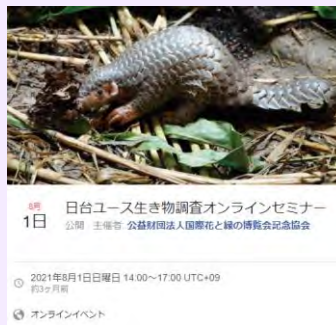 8月
1日
日台ユース生き物調査オンラインセミナー
公開 主催者: 公益財団法人国際花と緑の博覧会記念協会
2021年8月1日日曜日 14:00~17:00 UTC+09
約3ヶ月前
オンラインイベント